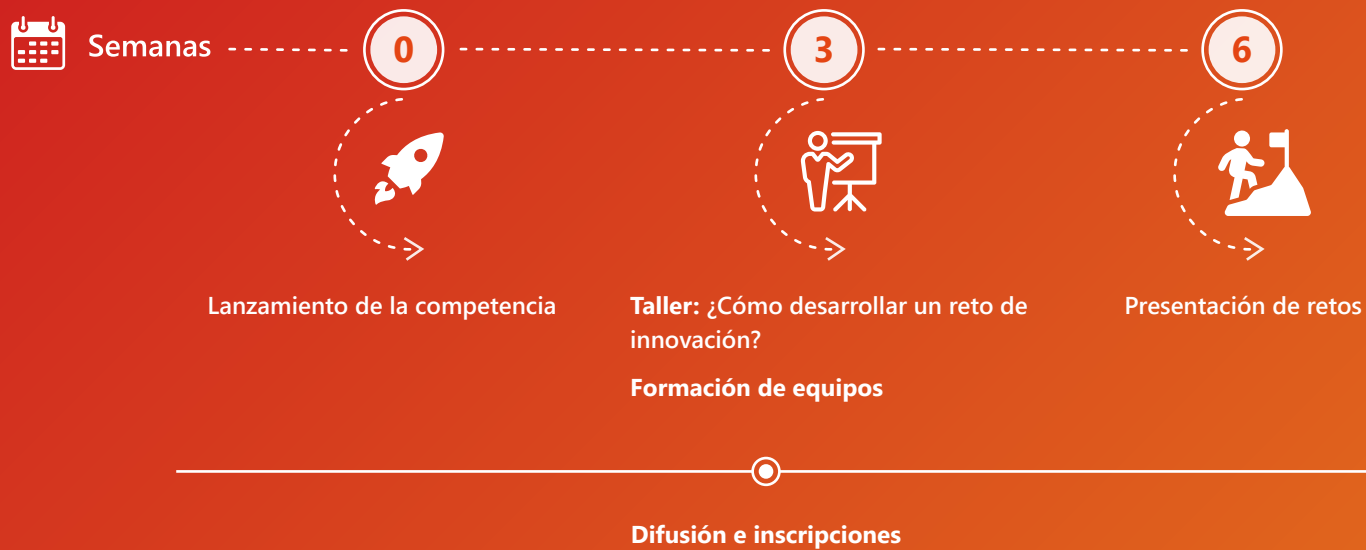 Semanas
0
3
6
Lanzamiento de la competencia
Taller: ¿Cómo desarrollar un reto de
innovación?
Formación de equipos
Presentación de retos
Difusión e inscripciones